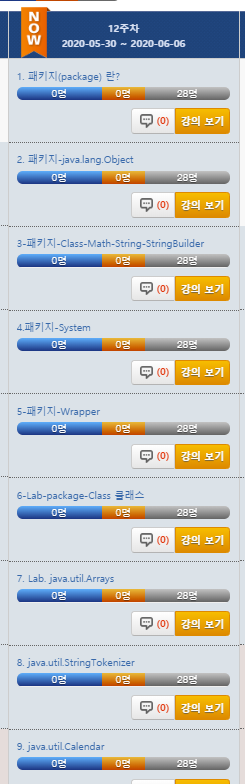 NOW
12주차
2020-05-30 ~ 2020-06-06
1. 패키지(package) 란?
0명 0명 28명
(0) 강의 보기
2. 패키지-java.lang.Object
0명 0명 28명
(0) 강의 보기
3-패키지-Class-Math-String-StringBuilder
0명 0명 28명
(0) 강의 보기
4.패키지-System
0명 0명 28명
(0) 강의 보기
5-패키지-Wrapper
0명 0명 28명
(0) 강의 보기
6-Lab-package-Class 클래스
0명 0명 28명
(0) 강의 보기
7. Lab. java.util.Arrays
0명 0명 28명
(0) 강의 보기
8. java.util.StringTokenizer
0명 0명 28명
(0) 강의 보기
9. java.util.Calendar
0명 0명 28명